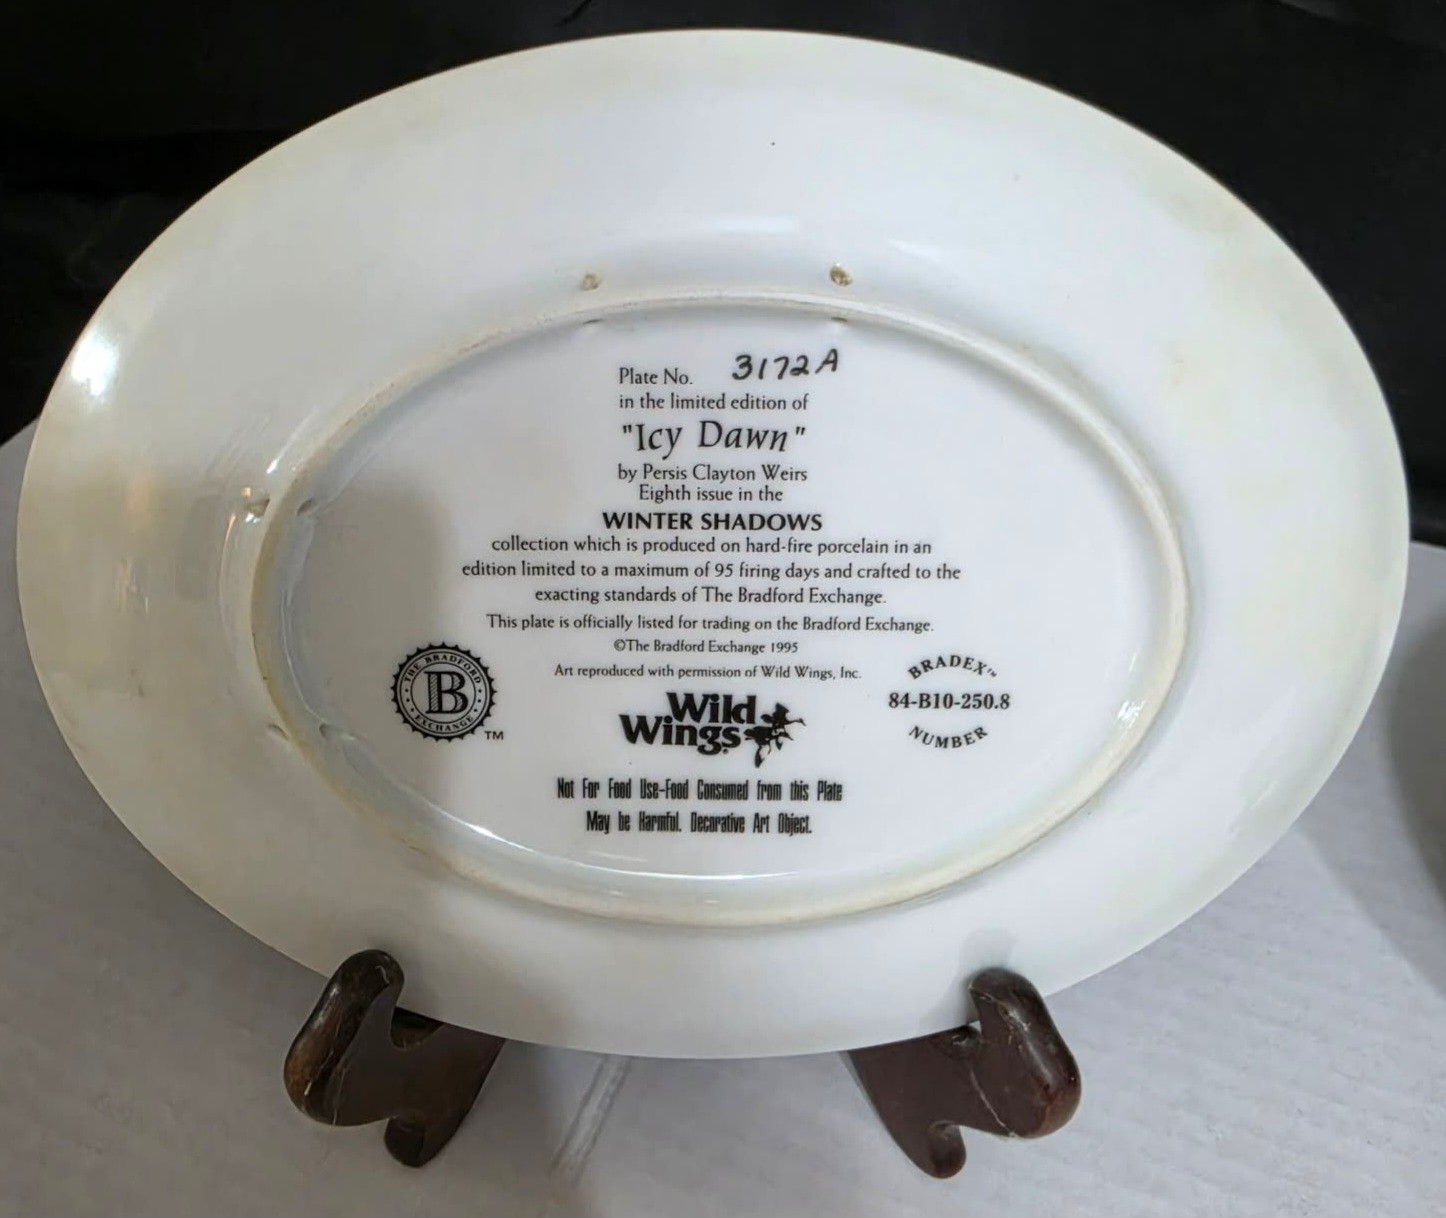 Plate No. 3172A
in the limited edition of
"Icy Dawn"
by Persis Clayton Weirs
Eighth issue in the
WINTER SHADOWS
collection which is produced on hard-fire porcelain in an
edition limited to a maximum of 95 firing days and crafted to the
exacting standards of The Bradford Exchange.
This plate is officially listed for trading on the Bradford Exchange.
©The Bradford Exchange 1995
Art reproduced with permission of Wild Wings, Inc.
THE BRADFORD
B
EXCHANGE
TM
Wild
Wings®
BRADEX™
84-B10-250.8
NUMBER
Not For Food Use-Food Consumed from this Plate
May be Harmful. Decorative Art Object.